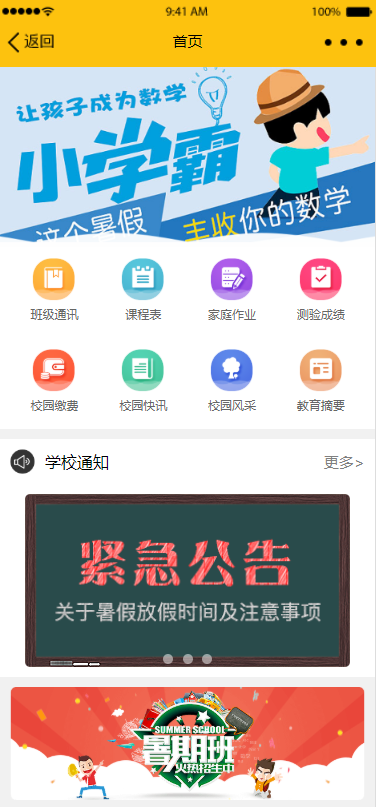 9:41 AM 100%
返回 首页
让孩子成为数学
小学霸
这个暑假 主收你的数学
班级通讯 课程表 家庭作业 测验成绩
校园缴费 校园快讯 校园风采 教育摘要
学校通知 更多>
紧急公告
关于暑假放假时间及注意事项
SUMMER SCHOOL
暑期班
火热招生中